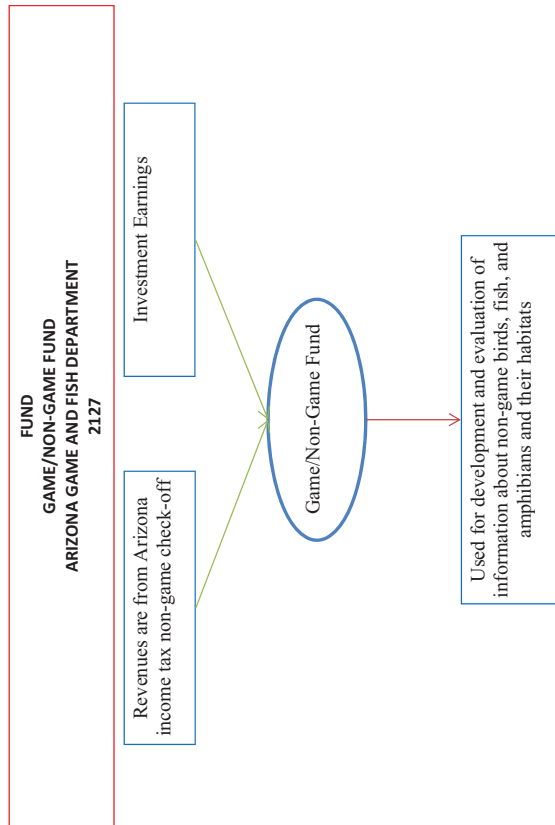 FUND
GAME/NON-GAME FUND
ARIZONA GAME AND FISH DEPARTMENT
2127
Revenues are from Arizona
income tax non-game check-off
Investment Earnings
Game/Non-Game Fund
Used for development and evaluation of
information about non-game birds, fish, and
amphibians and their habitats